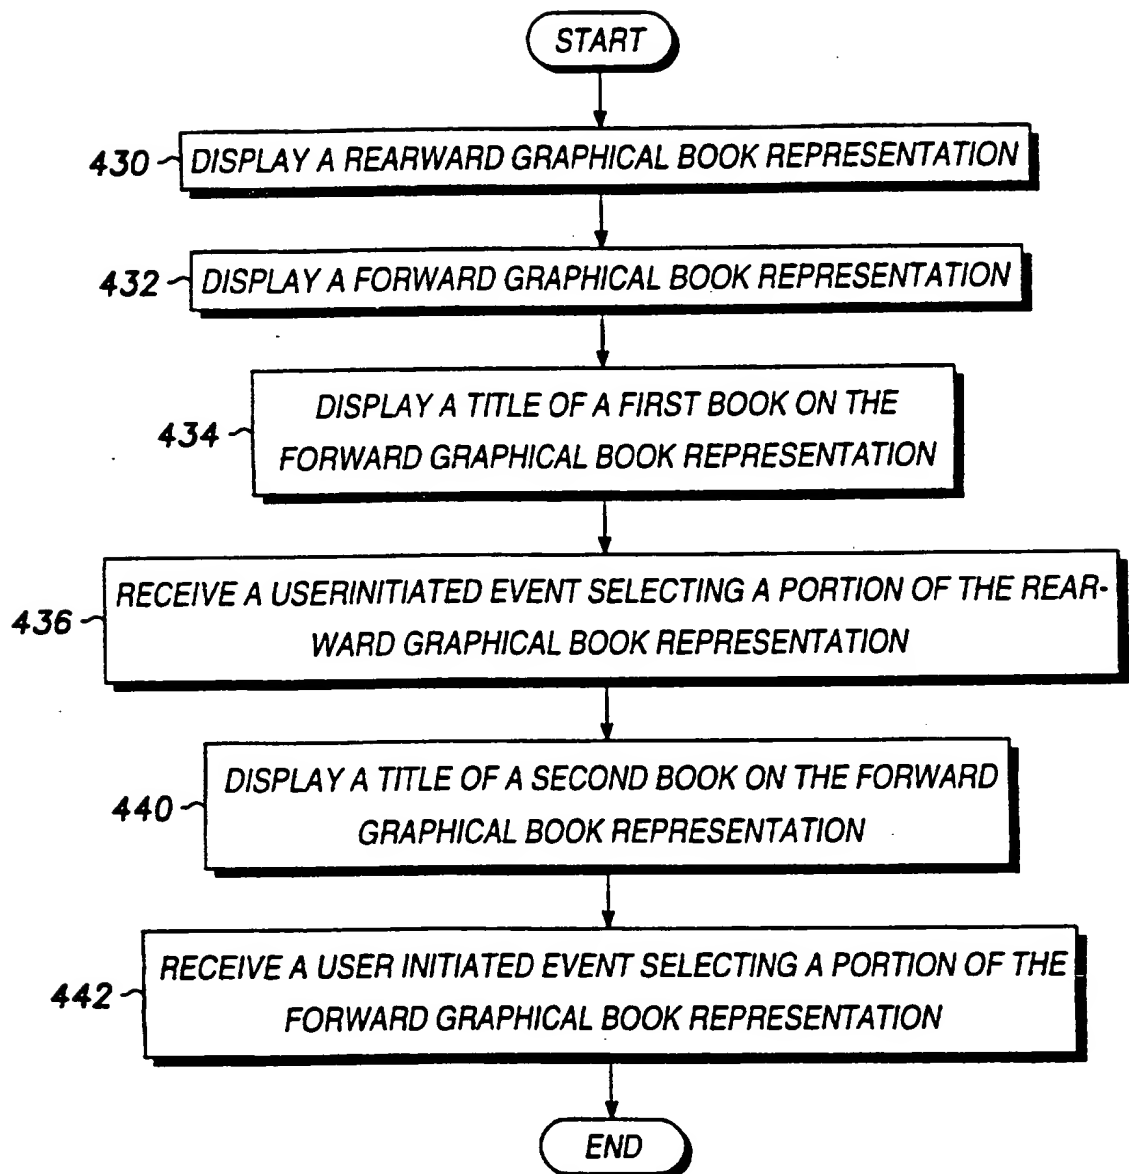 START
430 DISPLAY A REARWARD GRAPHICAL BOOK REPRESENTATION
432 DISPLAY A FORWARD GRAPHICAL BOOK REPRESENTATION
434 DISPLAY A TITLE OF A FIRST BOOK ON THE
FORWARD GRAPHICAL BOOK REPRESENTATION
436 RECEIVE A USERINITIATED EVENT SELECTING A PORTION OF THE REAR-
WARD GRAPHICAL BOOK REPRESENTATION
440 DISPLAY A TITLE OF A SECOND BOOK ON THE FORWARD
GRAPHICAL BOOK REPRESENTATION
442 RECEIVE A USER INITIATED EVENT SELECTING A PORTION OF THE
FORWARD GRAPHICAL BOOK REPRESENTATION
END